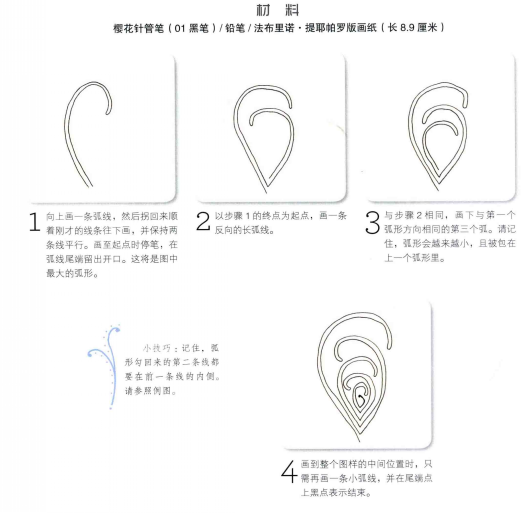 材 料
樱花针管笔（01 黑笔）/ 铅笔 / 法布里诺·提耶帕罗版画纸（长 8.9 厘米）
1 向上画一条弧线，然后拐回来顺
着刚才的线条往下画，并保持两
条线平行。画至起点时停笔，在
弧线尾端留出开口。这将是图中
最大的弧形。
2 以步骤 1 的终点为起点，画一条
反向的长弧线。
3 与步骤 2 相同，画下与第一个
弧形方向相同的第三个弧。请记
住，弧形会越来越小，且被包在
上一个弧形里。
小技巧：记住，弧
形勾回来的第二条线都
要在前一条线的内侧。
请参照例图。
4 画到整个图样的中间位置时，只
需再画一条小弧线，并在尾端点
上黑点表示结束。